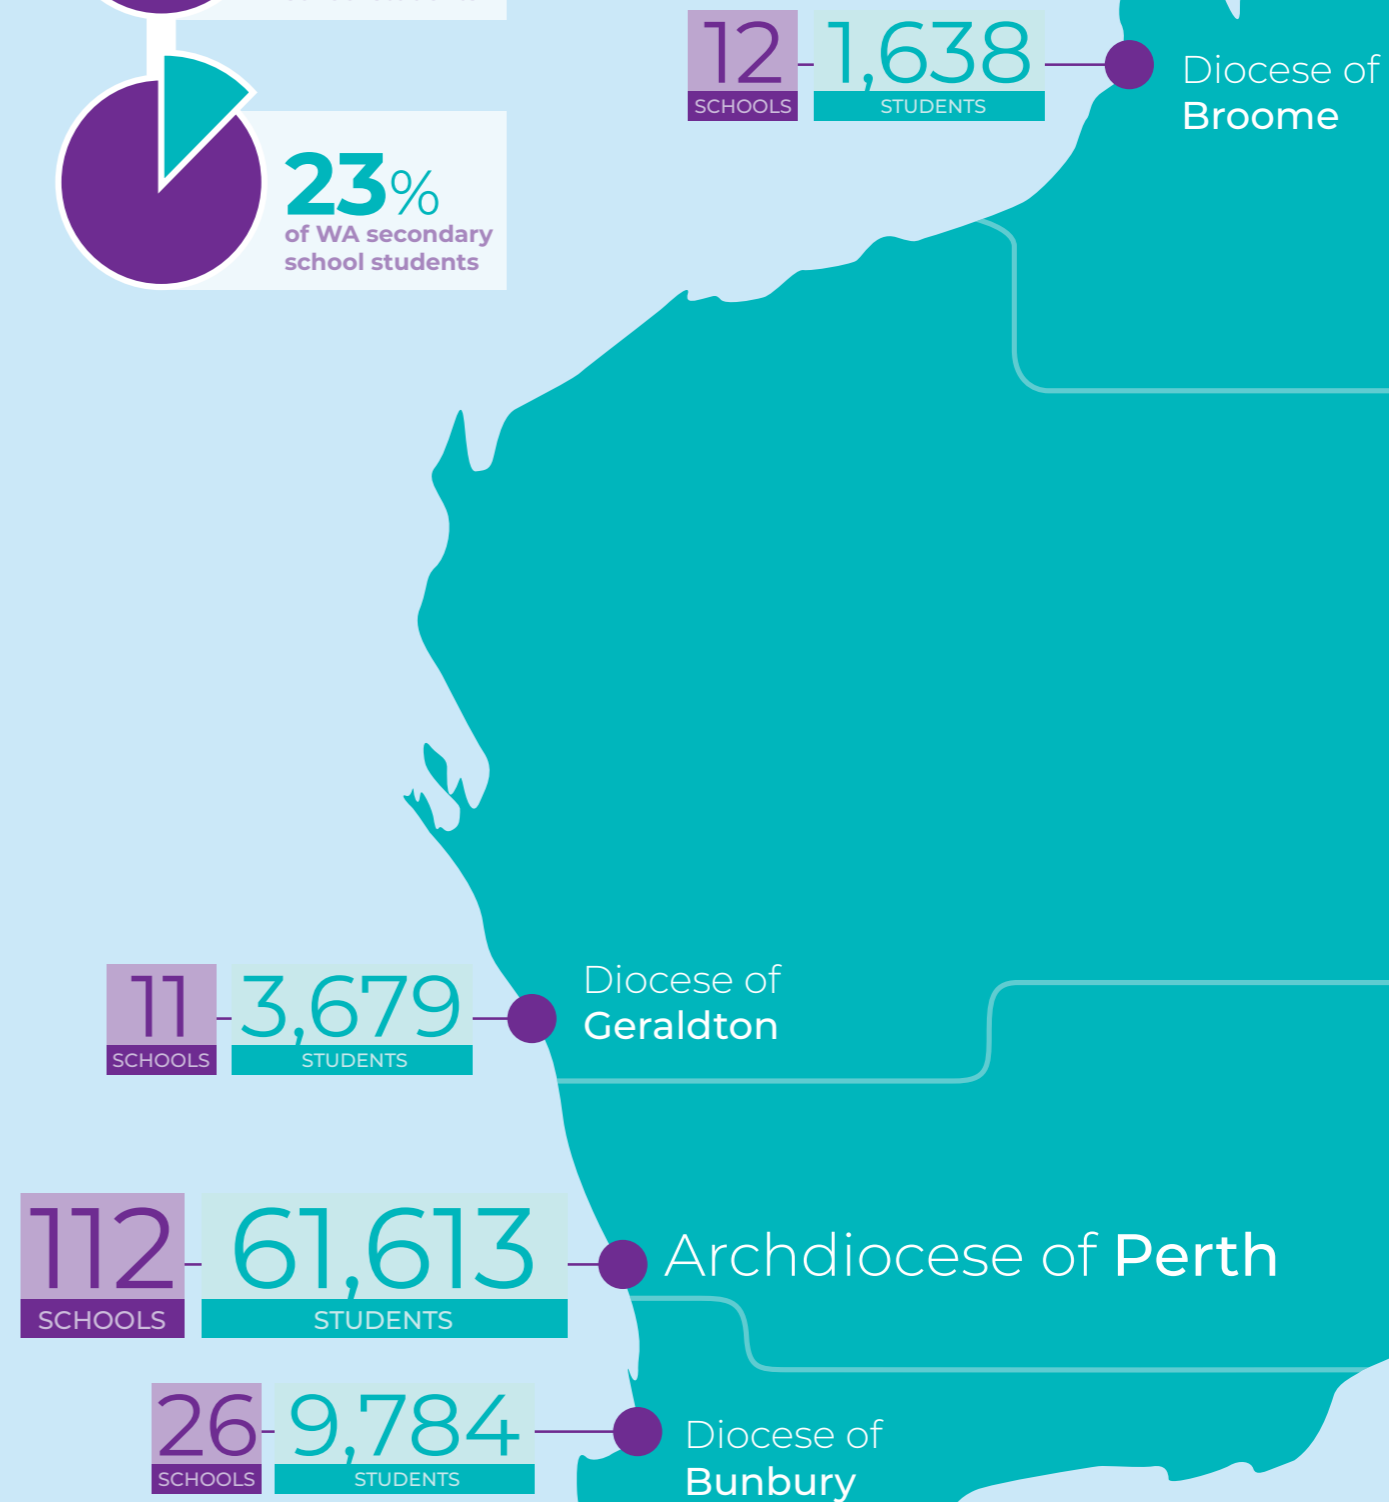 12
SCHOOLS
1,638
STUDENTS
Diocese of
Broome
23%
of WA secondary
school students
11
SCHOOLS
3,679
STUDENTS
Diocese of
Geraldton
112
SCHOOLS
61,613
STUDENTS
Archdiocese of Perth
26
SCHOOLS
9,784
STUDENTS
Diocese of
Bunbury